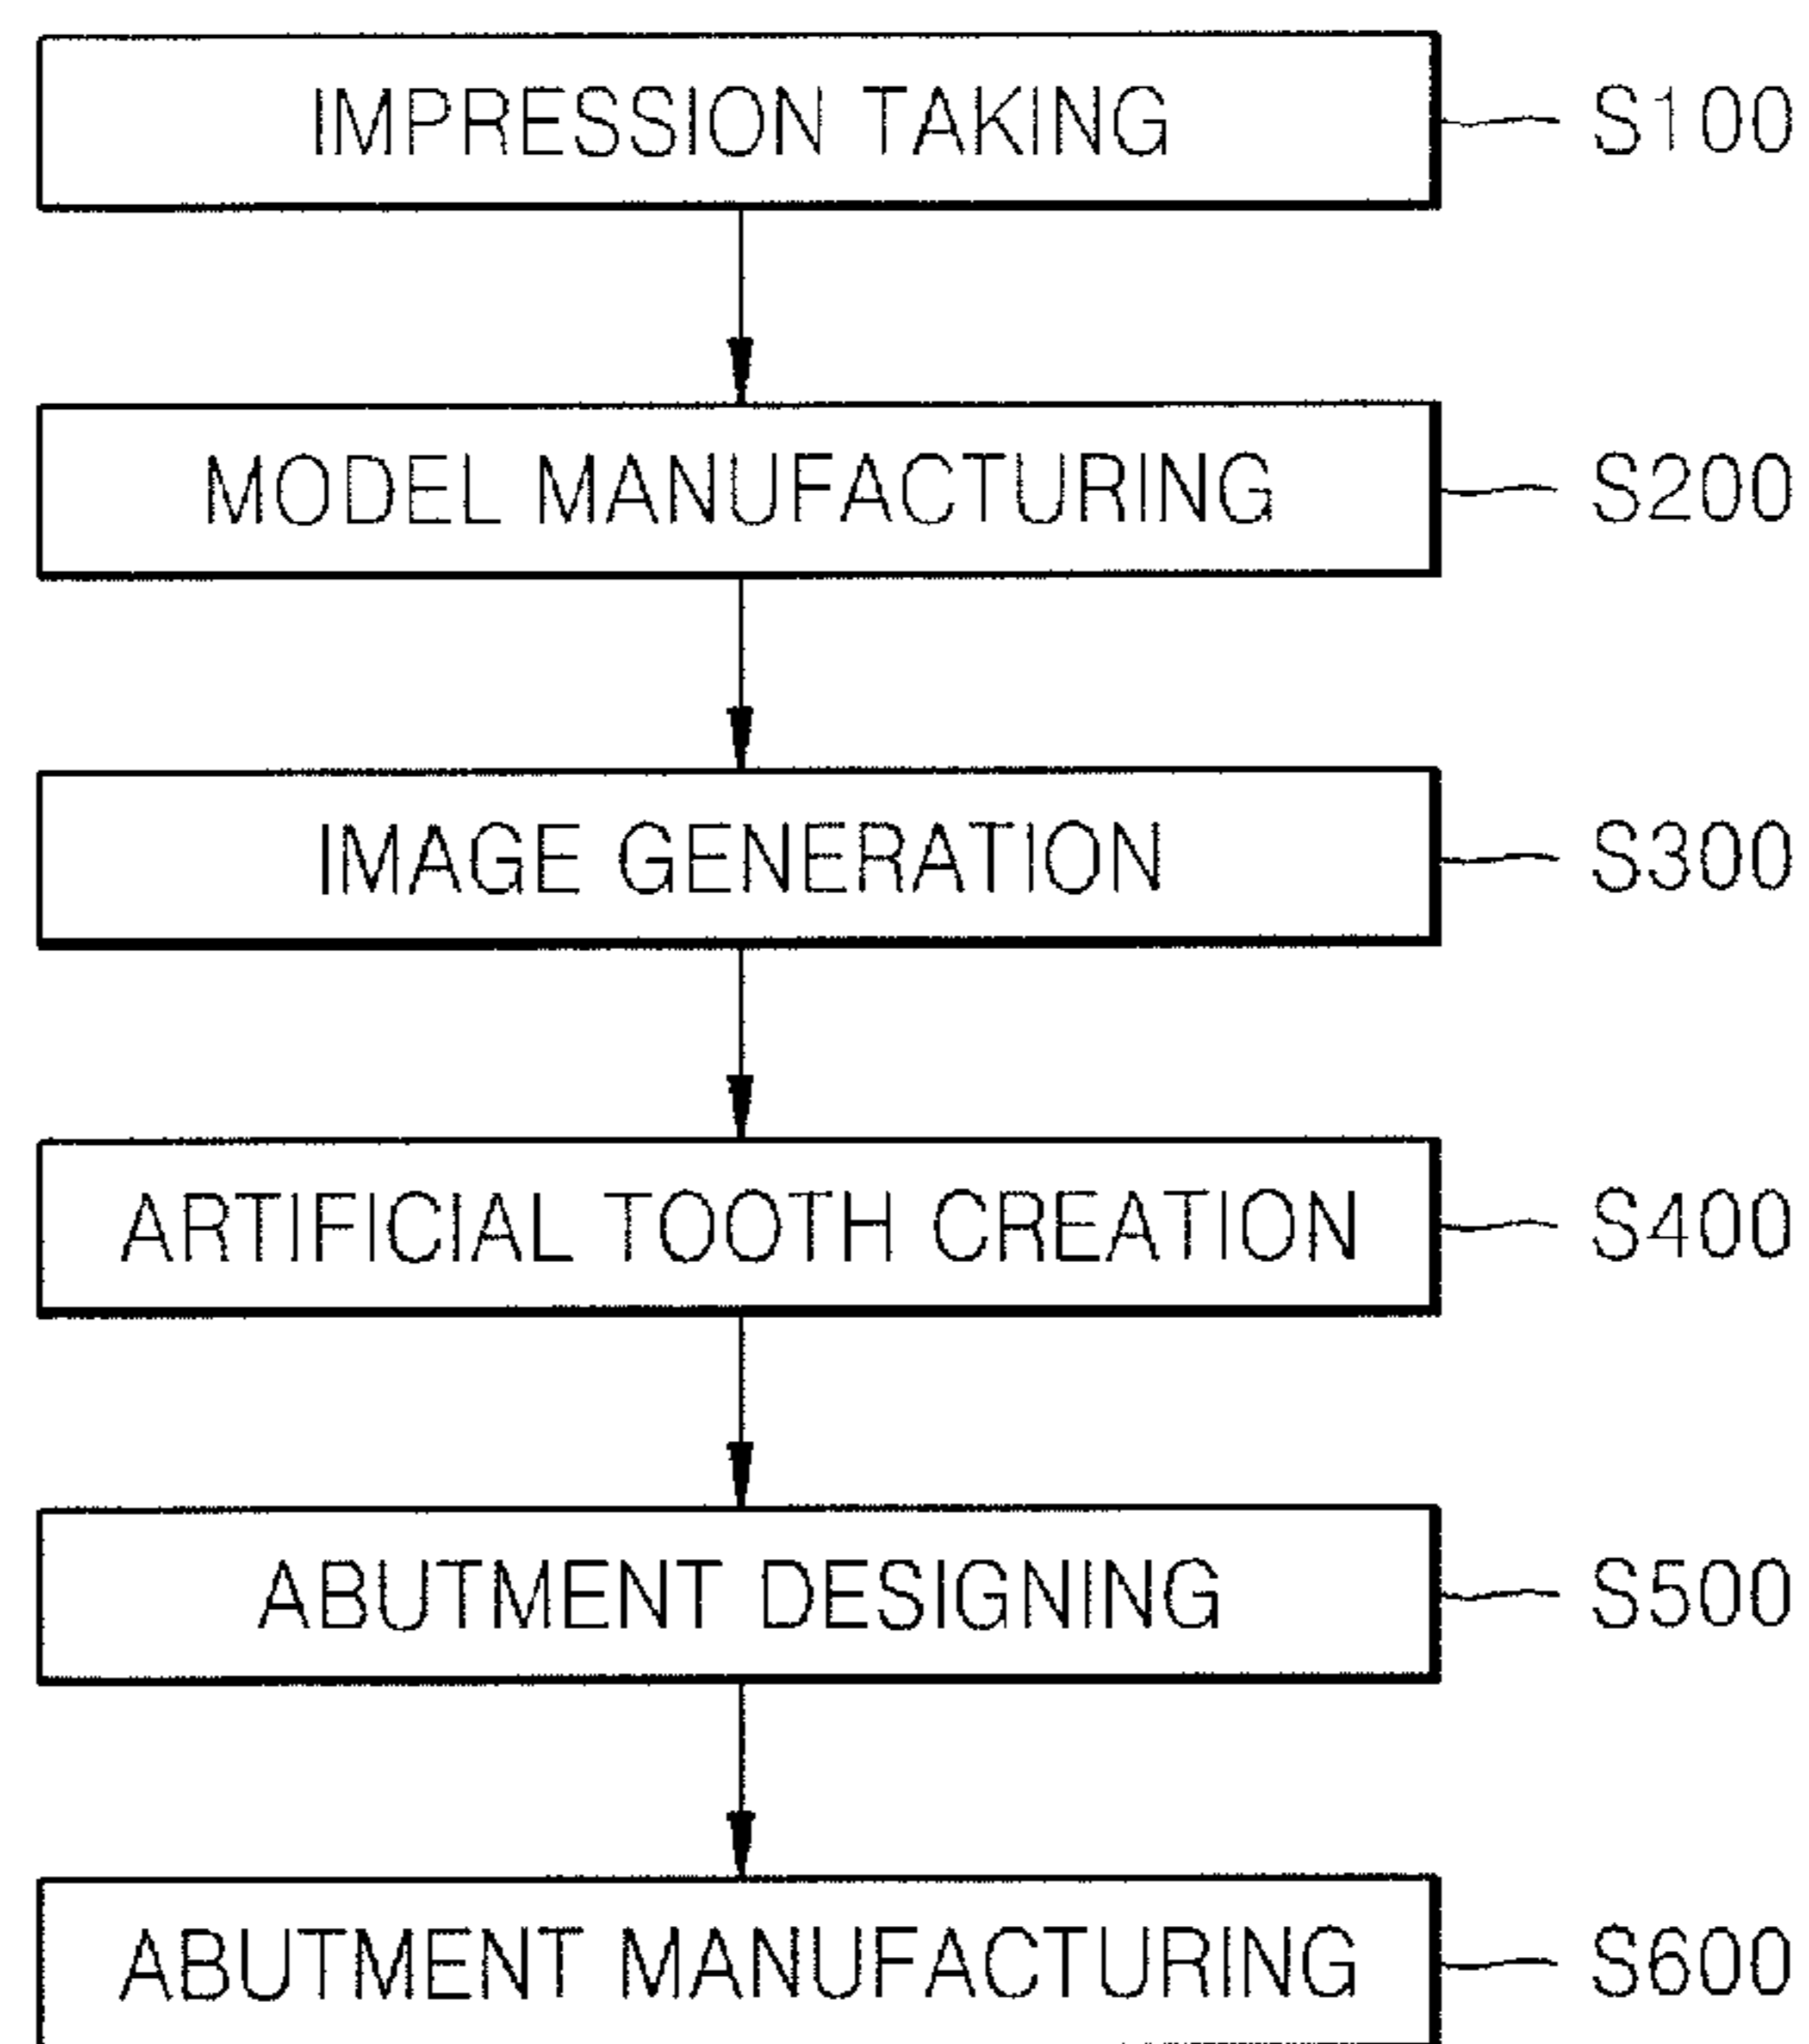 IMPRESSION TAKING S100
MODEL MANUFACTURING S200
IMAGE GENERATION S300
ARTIFICIAL TOOTH CREATION S400
ABUTMENT DESIGNING S500
ABUTMENT MANUFACTURING S600